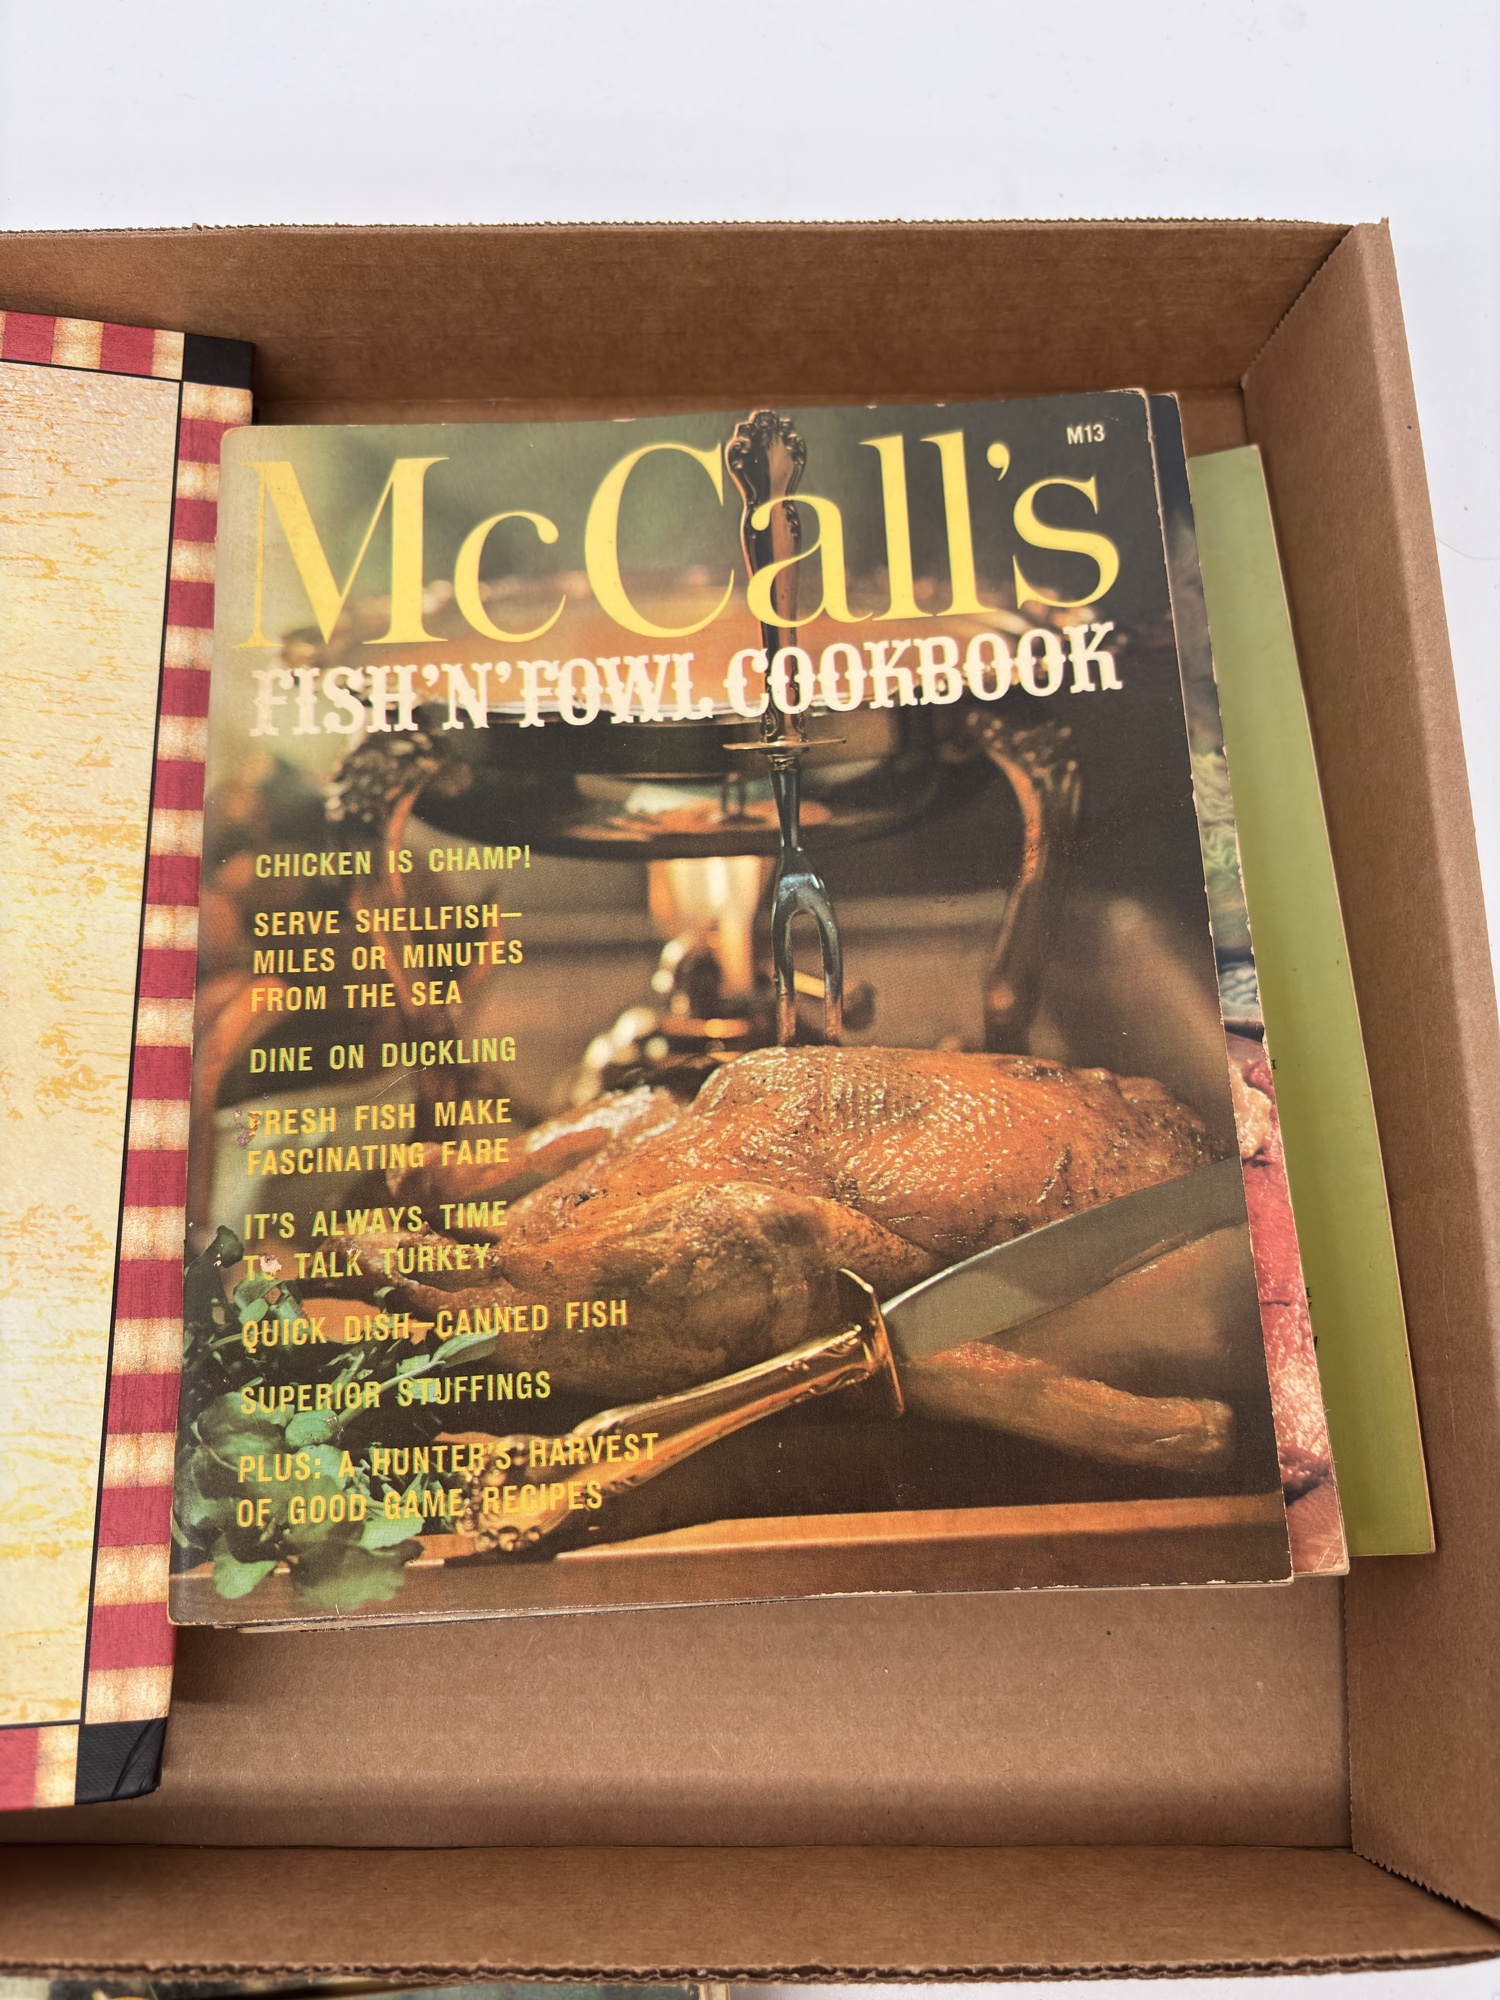 McCall's
M13
FISH'N'FOWL COOKBOOK
CHICKEN IS CHAMP!
SERVE SHELLFISH—
MILES OR MINUTES
FROM THE SEA
DINE ON DUCKLING
FRESH FISH MAKE
FASCINATING FARE
IT'S ALWAYS TIME
TO TALK TURKEY
QUICK DISH—CANNED FISH
SUPERIOR STUFFINGS
PLUS: A HUNTER'S HARVEST
OF GOOD GAME RECIPES